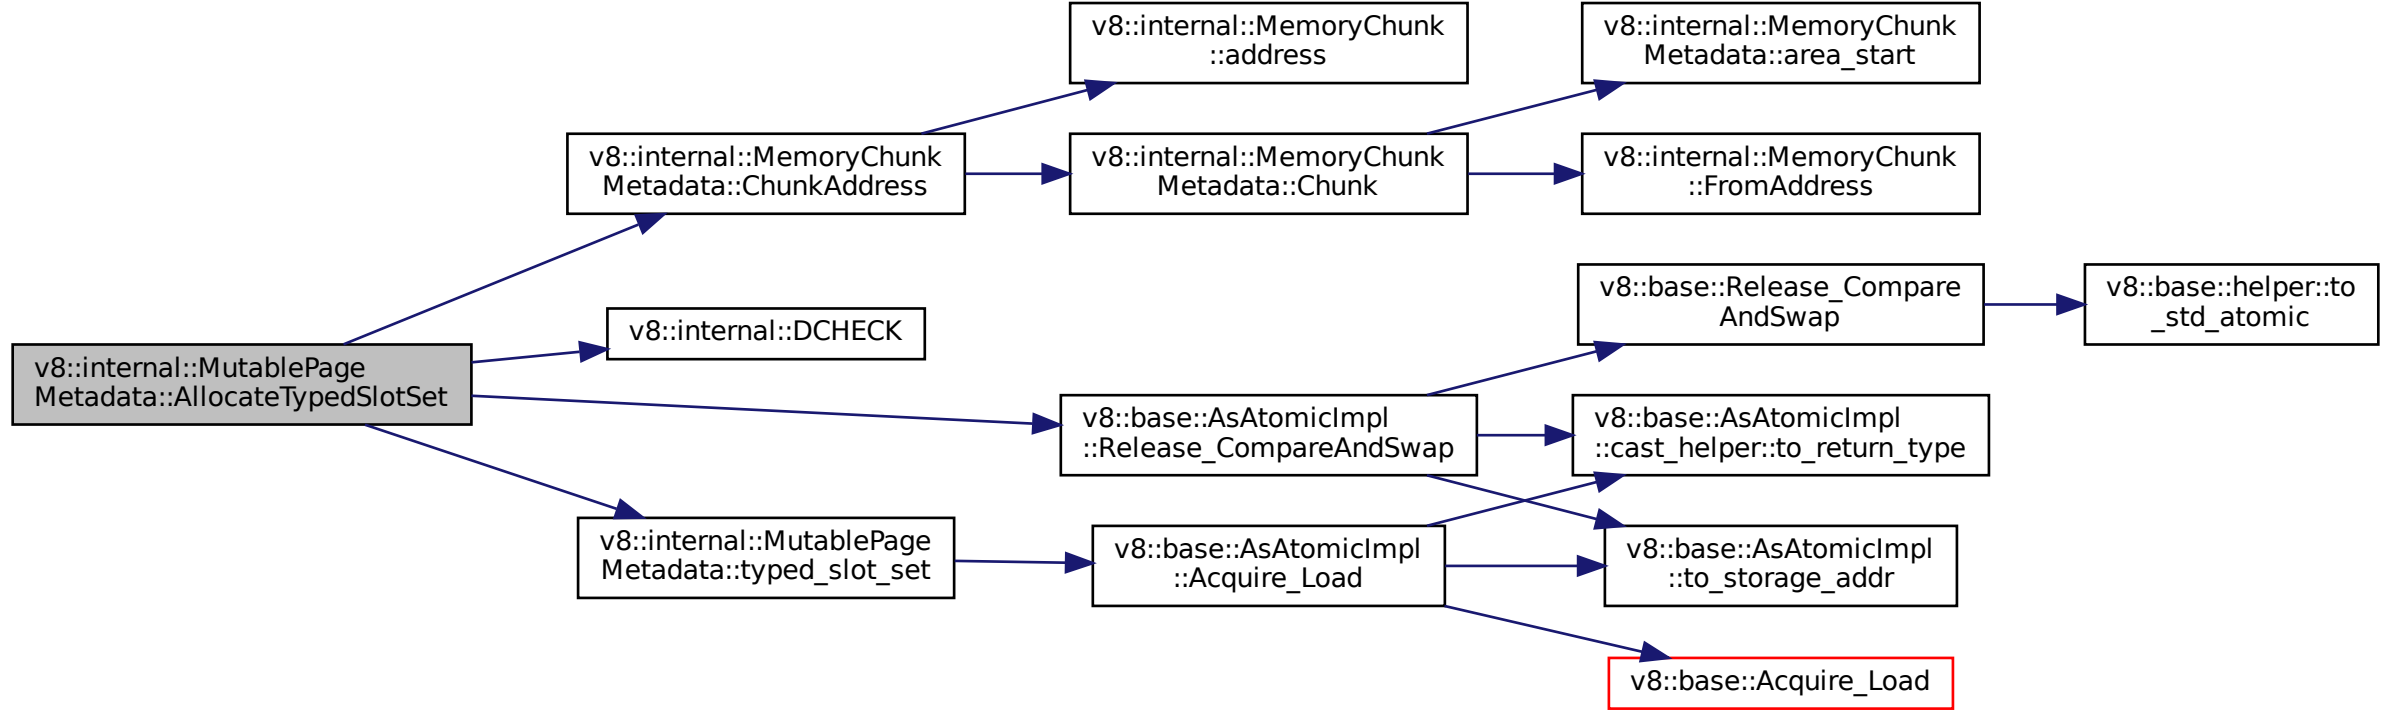 v8::internal::MutablePage
Metadata::AllocateTypedSlotSet
v8::internal::MemoryChunk
Metadata::ChunkAddress
v8::internal::DCHECK
v8::internal::MutablePage
Metadata::typed_slot_set
v8::internal::MemoryChunk
::address
v8::internal::MemoryChunk
Metadata::Chunk
v8::base::AsAtomicImpl
::Release_CompareAndSwap
v8::base::AsAtomicImpl
::Acquire_Load
v8::internal::MemoryChunk
Metadata::area_start
v8::internal::MemoryChunk
::FromAddress
v8::base::Release_Compare
AndSwap
v8::base::AsAtomicImpl
::cast_helper::to_return_type
v8::base::AsAtomicImpl
::to_storage_addr
v8::base::Acquire_Load
v8::base::helper::to
_std_atomic